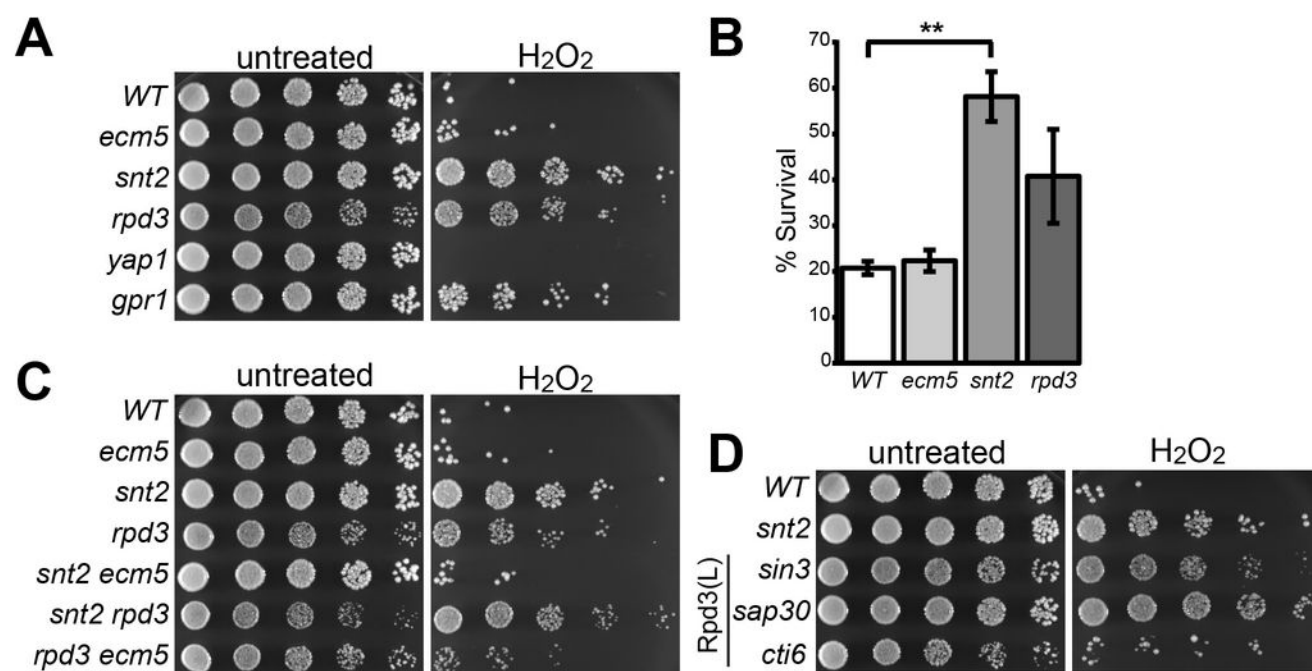 A
untreated
H₂O₂
WT
ecm5
snt2
rpd3
yap1
gpr1
B
**
% Survival
70
60
50
40
30
20
10
0
WT ecm5 snt2 rpd3
C
untreated
H₂O₂
WT
ecm5
snt2
rpd3
snt2 ecm5
snt2 rpd3
rpd3 ecm5
D
untreated
H₂O₂
WT
snt2
Rpd3(L)
sin3
sap30
cti6